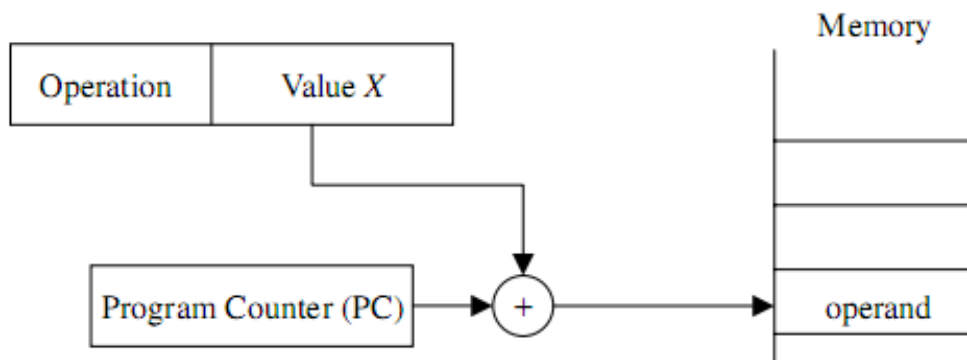 Memory
Operation
Value X
Program Counter (PC)
+
operand